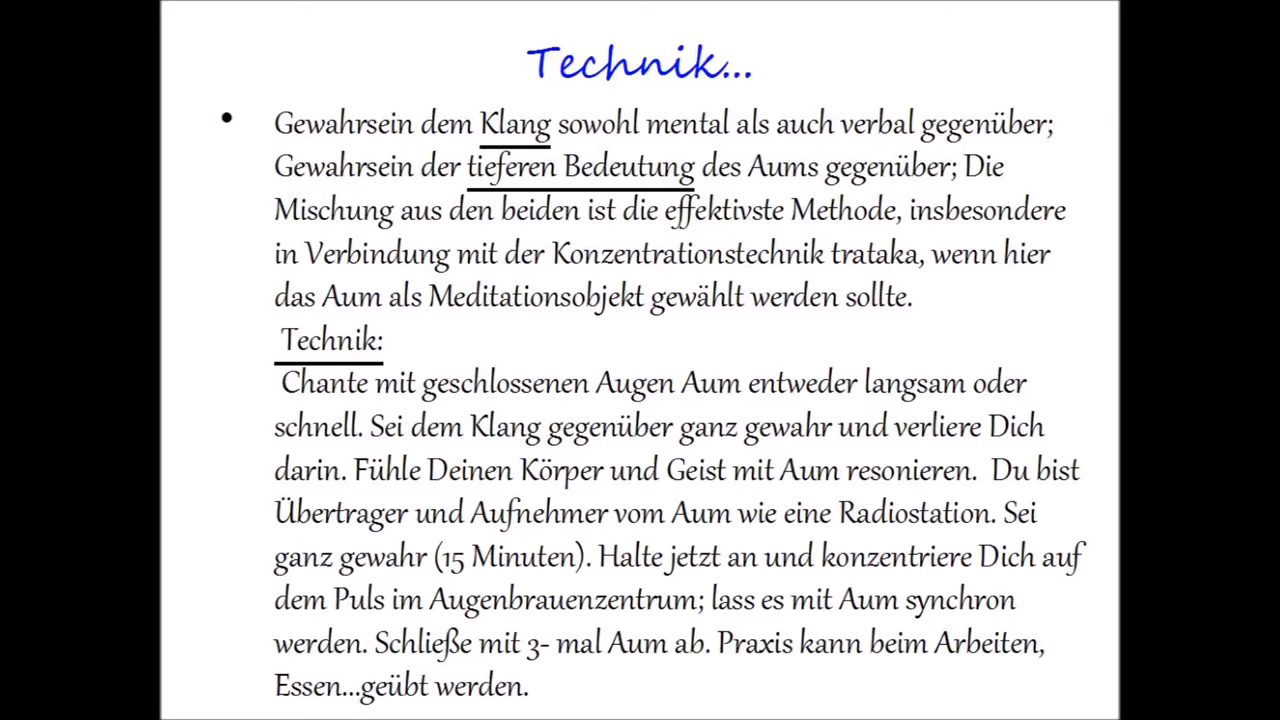 Technik...
• Gewahrsein dem Klang sowohl mental als auch verbal gegenüber;
Gewahrsein der tieferen Bedeutung des Aums gegenüber; Die
Mischung aus den beiden ist die effektivste Methode, insbesondere
in Verbindung mit der Konzentrationstechnik trataka, wenn hier
das Aum als Meditationsobjekt gewählt werden sollte.
Technik:
Chante mit geschlossenen Augen Aum entweder langsam oder
schnell. Sei dem Klang gegenüber ganz gewahr und verliere Dich
darin. Fühle Deinen Körper und Geist mit Aum resonieren. Du bist
Übertrager und Aufnehmer vom Aum wie eine Radiostation. Sei
ganz gewahr (15 Minuten). Halte jetzt an und konzentriere Dich auf
dem Puls im Augenbrauenzentrum; lass es mit Aum synchron
werden. Schließe mit 3- mal Aum ab. Praxis kann beim Arbeiten,
Essen...geübt werden.